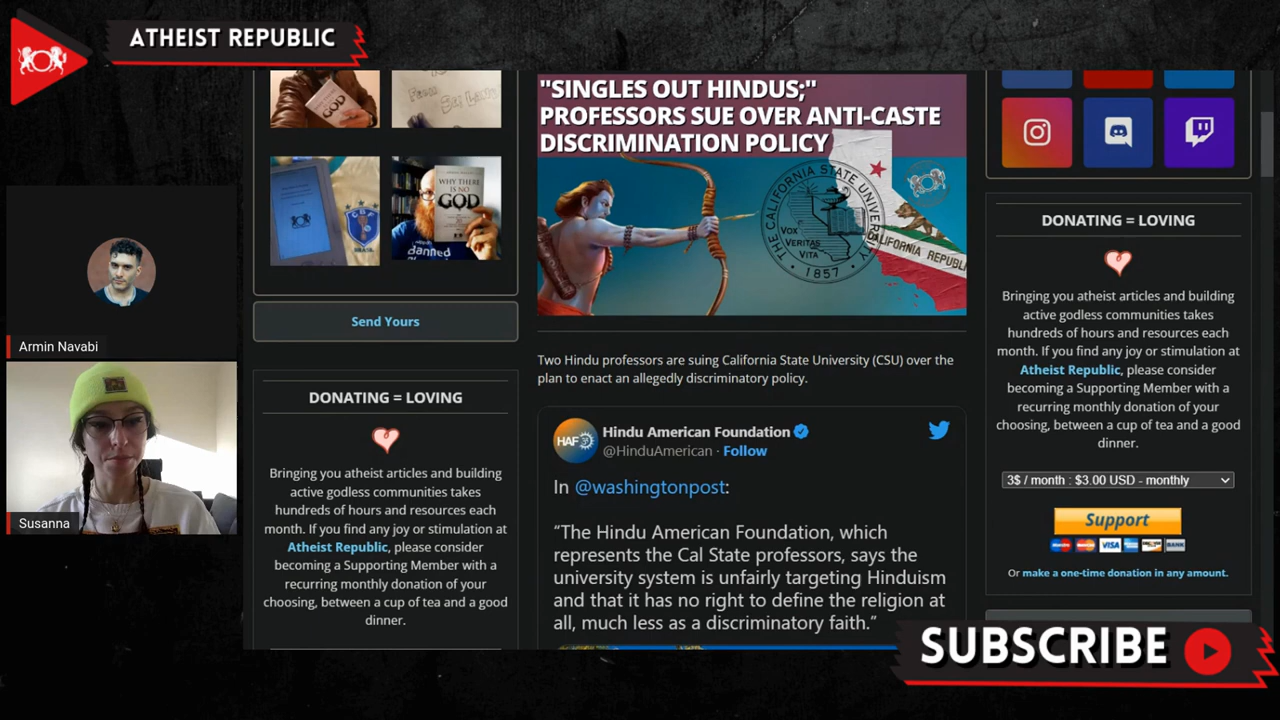 ATHEIST REPUBLIC
Armin Navabi
Susanna
GOD
WHY THERE
IS NO
GOD
Banned
CBF
BRASIL
Send Yours
DONATING = LOVING
Bringing you atheist articles and building
active godless communities takes
hundreds of hours and resources each
month. If you find any joy or stimulation at
Atheist Republic, please consider
becoming a Supporting Member with a
recurring monthly donation of your
choosing, between a cup of tea and a good
dinner.
"SINGLES OUT HINDUS;"
PROFESSORS SUE OVER ANTI-CASTE
DISCRIMINATION POLICY
THE CALIFORNIA STATE UNIVERSITY
VOX
VERITAS
VITA
1857
CALIFORNIA REPUBL
Two Hindu professors are suing California State University (CSU) over the
plan to enact an allegedly discriminatory policy.
HAF
Hindu American Foundation
@HinduAmerican · Follow
In @washingtonpost:
“The Hindu American Foundation, which
represents the Cal State professors, says the
university system is unfairly targeting Hinduism
and that it has no right to define the religion at
all, much less as a discriminatory faith.”
DONATING = LOVING
Bringing you atheist articles and building
active godless communities takes
hundreds of hours and resources each
month. If you find any joy or stimulation at
Atheist Republic, please consider
becoming a Supporting Member with a
recurring monthly donation of your
choosing, between a cup of tea and a good
dinner.
3$ / month : $3.00 USD - monthly
Support
VISA
BANK
Or make a one-time donation in any amount.
SUBSCRIBE